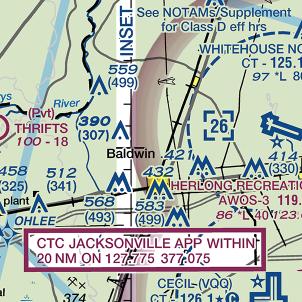 See NOTAMs/Supplement
for Class D eff hrs
INSET
WHITEHOUSE NO
CT - 125.1
97 *L 80
559
(499)
River
390
(307)
(Pvt)
THRIFTS
100 - 18
26
Baldwin
421
414
(330)
458
(325)
512
(341)
432
HERLONG RECREATIO
AWOS-3 119.
86 *L 40 123.0
plant
OHLEE
568
(493)
583
(499)
CTC JACKSONVILLE APP WITHIN
20 NM ON 127.775 377.075
CECIL (VQQ)
CT - 126.1
374